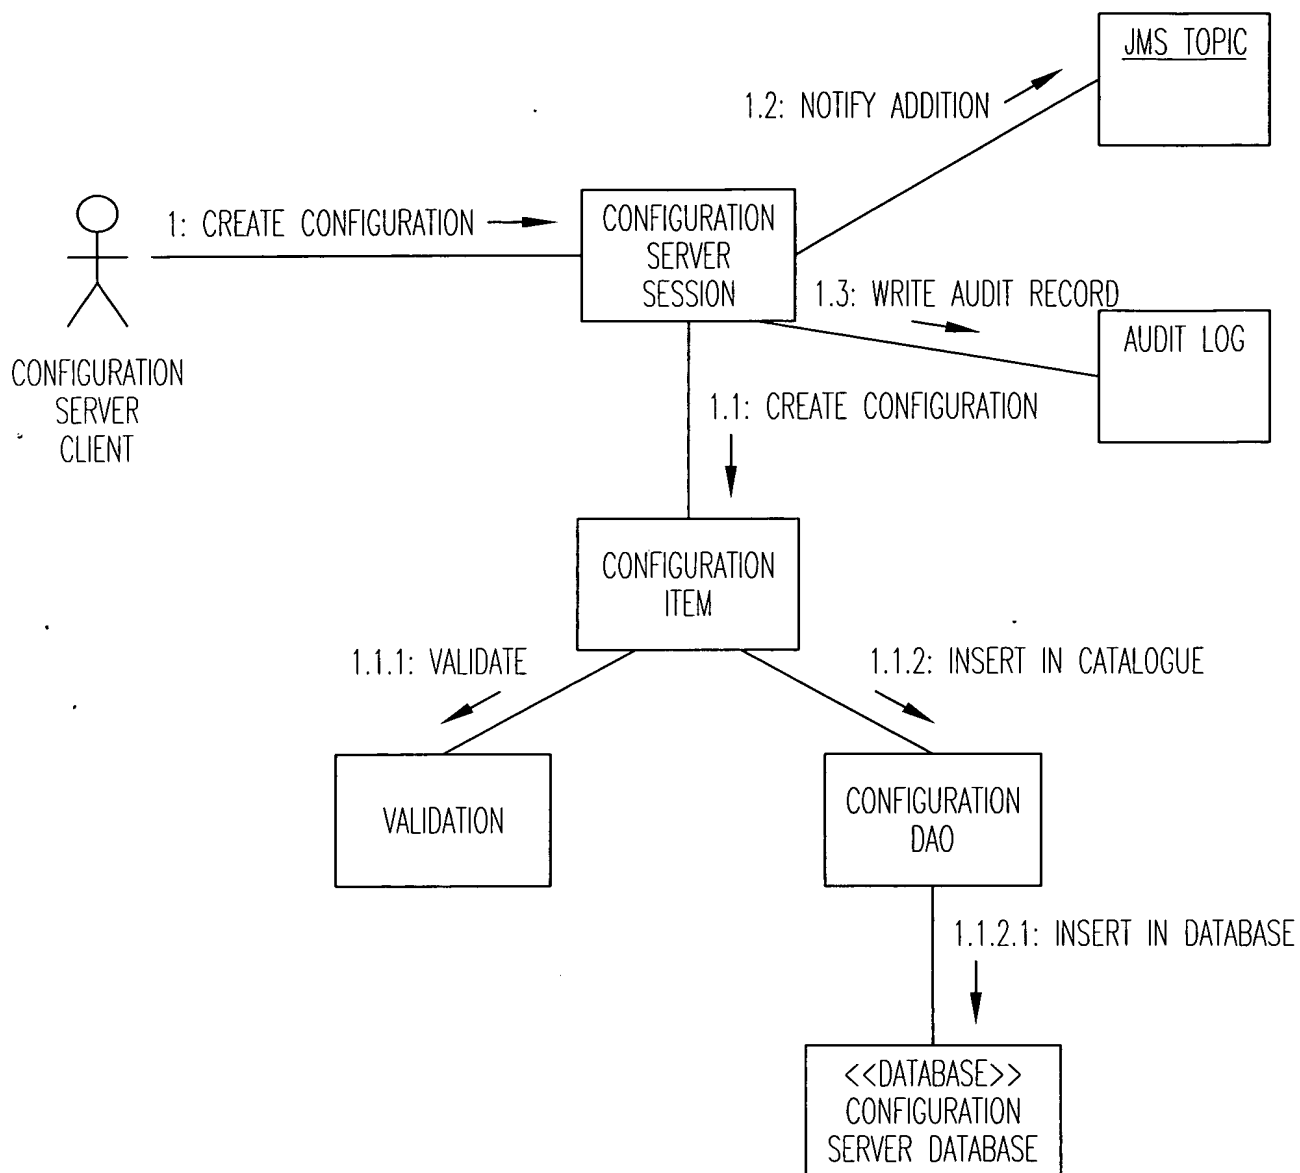 JMS TOPIC
1.2: NOTIFY ADDITION
1: CREATE CONFIGURATION
CONFIGURATION
SERVER
SESSION
1.3: WRITE AUDIT RECORD
AUDIT LOG
CONFIGURATION
SERVER
CLIENT
1.1: CREATE CONFIGURATION
CONFIGURATION
ITEM
1.1.1: VALIDATE
1.1.2: INSERT IN CATALOGUE
VALIDATION
CONFIGURATION
DAO
1.1.2.1: INSERT IN DATABASE
<<DATABASE>>
CONFIGURATION
SERVER DATABASE